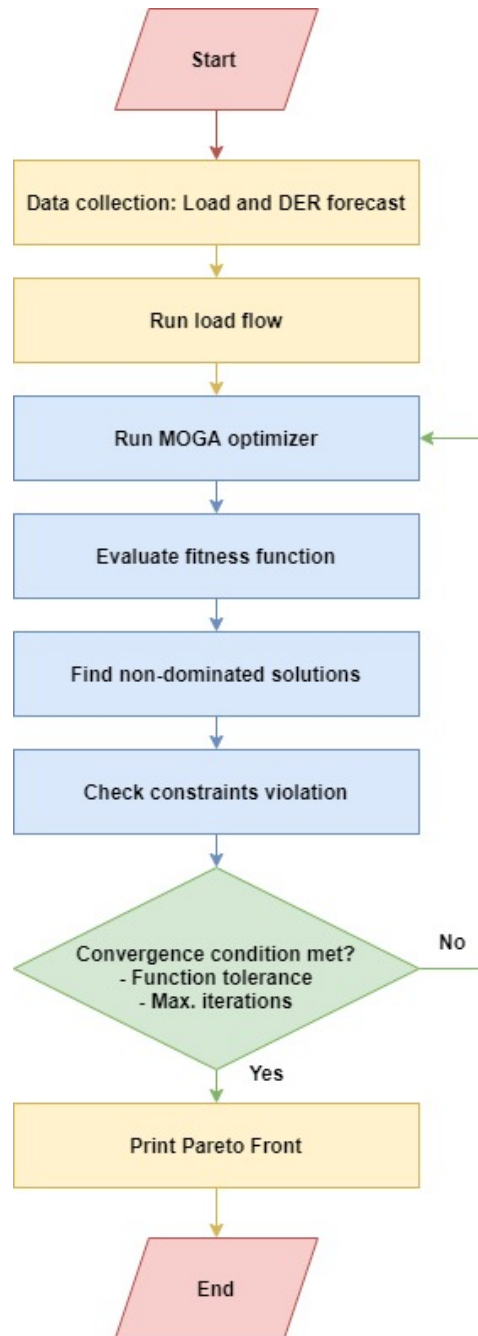 Start
Data collection: Load and DER forecast
Run load flow
Run MOGA optimizer
Evaluate fitness function
Find non-dominated solutions
Check constraints violation
Convergence condition met?
- Function tolerance
- Max. iterations
No
Yes
Print Pareto Front
End